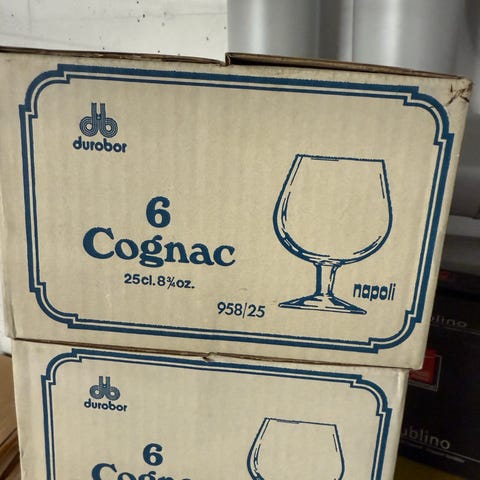 durobor
6
Cognac
25cl. 8¾oz.
958/25
napoli
durobor
6